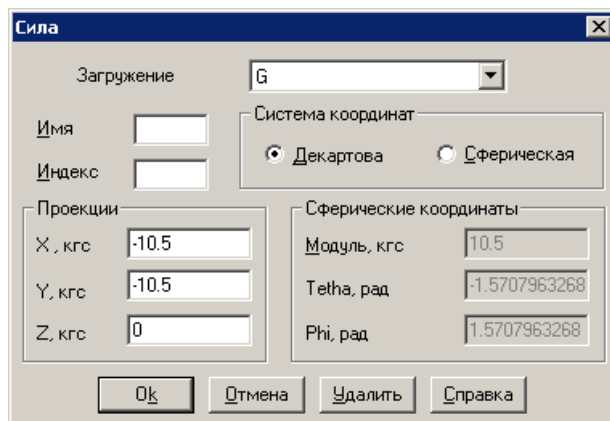 Сила
Загружение G
Имя
Индекс
Система координат
Декартова Сферическая
Проекции
X , кгс -10.5
Y, кгс -10.5
Z, кгс 0
Сферические координаты
Модуль, кгс 10.5
Tetha, рад -1.5707963268
Phi, рад 1.5707963268
Ok Отмена Удалить Справка